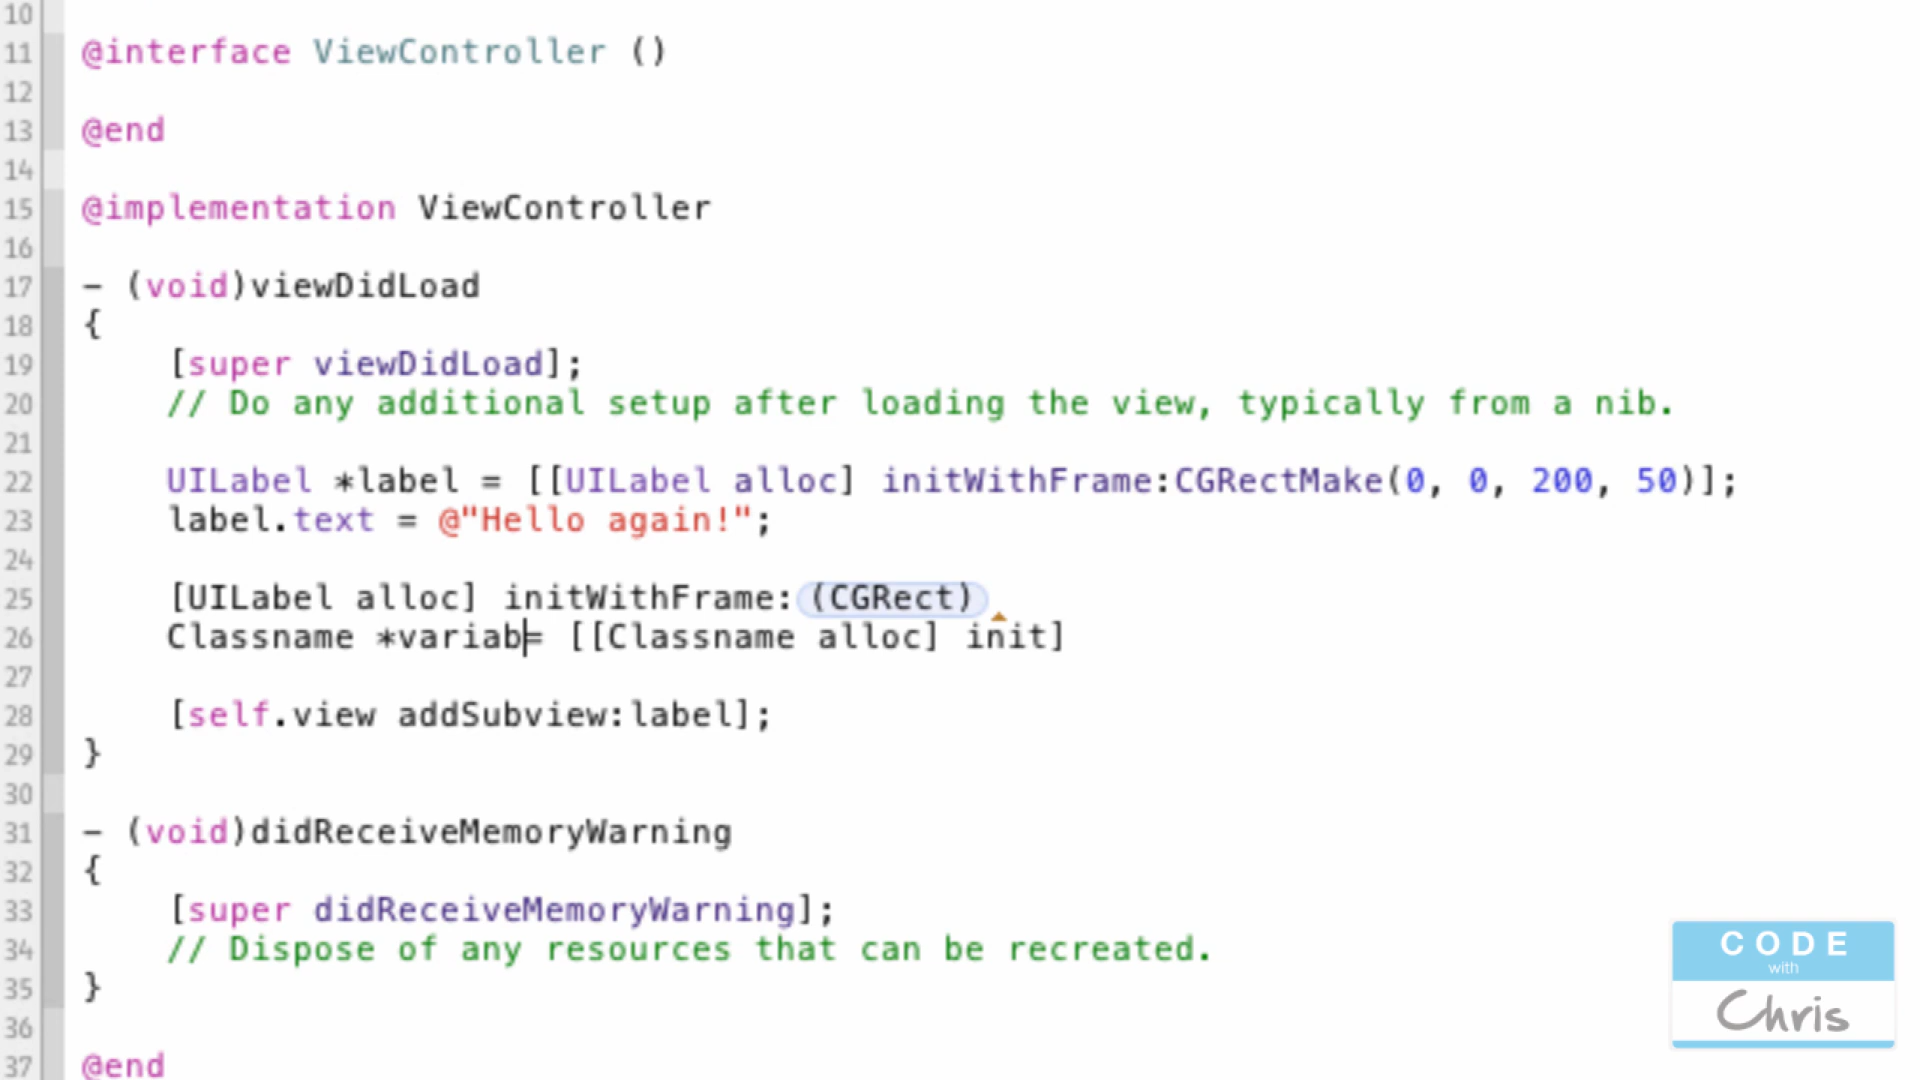 10
11 @interface ViewController ()
12
13 @end
14
15 @implementation ViewController
16
17 - (void)viewDidLoad
18 {
19 [super viewDidLoad];
20 // Do any additional setup after loading the view, typically from a nib.
21
22 UILabel *label = [[UILabel alloc] initWithFrame:CGRectMake(0, 0, 200, 50)];
23 label.text = @"Hello again!";
24
25 [UILabel alloc] initWithFrame:(CGRect)
26 Classname *variab= [[Classname alloc] init]
27
28 [self.view addSubview:label];
29 }
30
31 - (void)didReceiveMemoryWarning
32 {
33 [super didReceiveMemoryWarning];
34 // Dispose of any resources that can be recreated.
35 }
36
37 @end
CODE
with
Chris